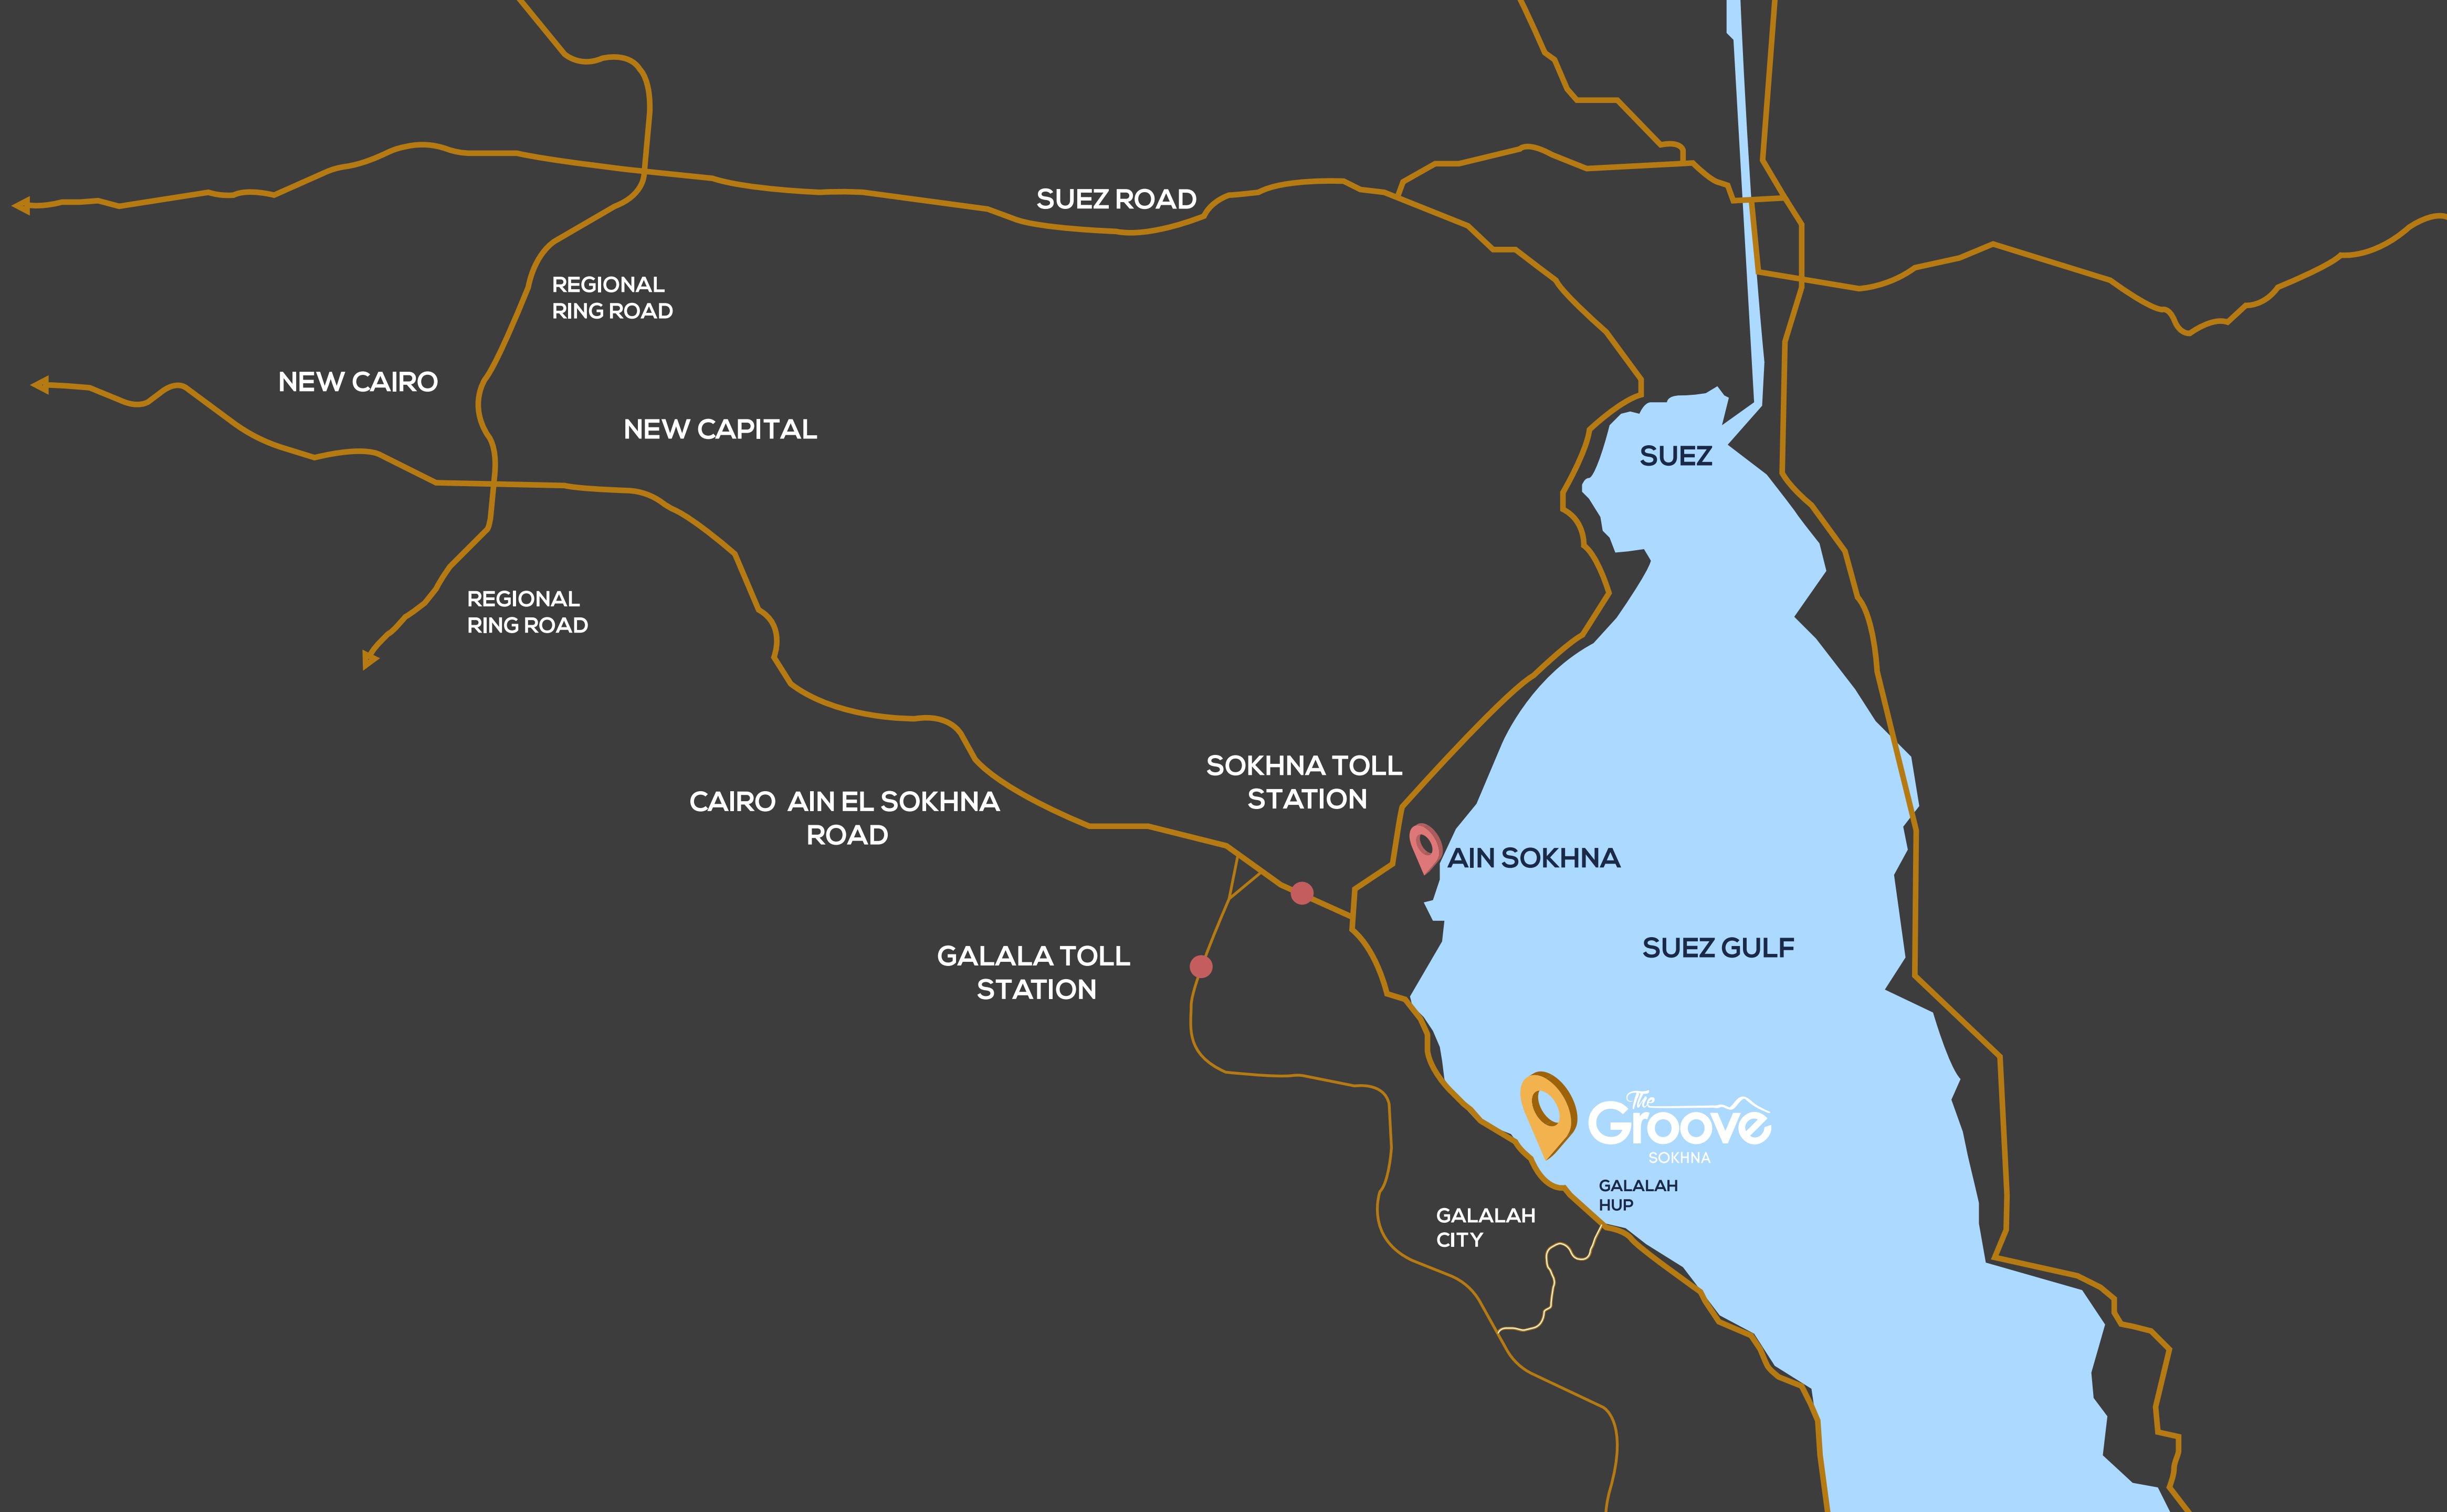 SUEZ ROAD
REGIONAL
RING ROAD
NEW CAIRO
NEW CAPITAL
SUEZ
REGIONAL
RING ROAD
SOKHNA TOLL
STATION
CAIRO AIN EL SOKHNA
ROAD
AIN SOKHNA
GALALA TOLL
STATION
SUEZ GULF
The
Groove
SOKHNA
GALALAH
HUP
GALALAH
CITY